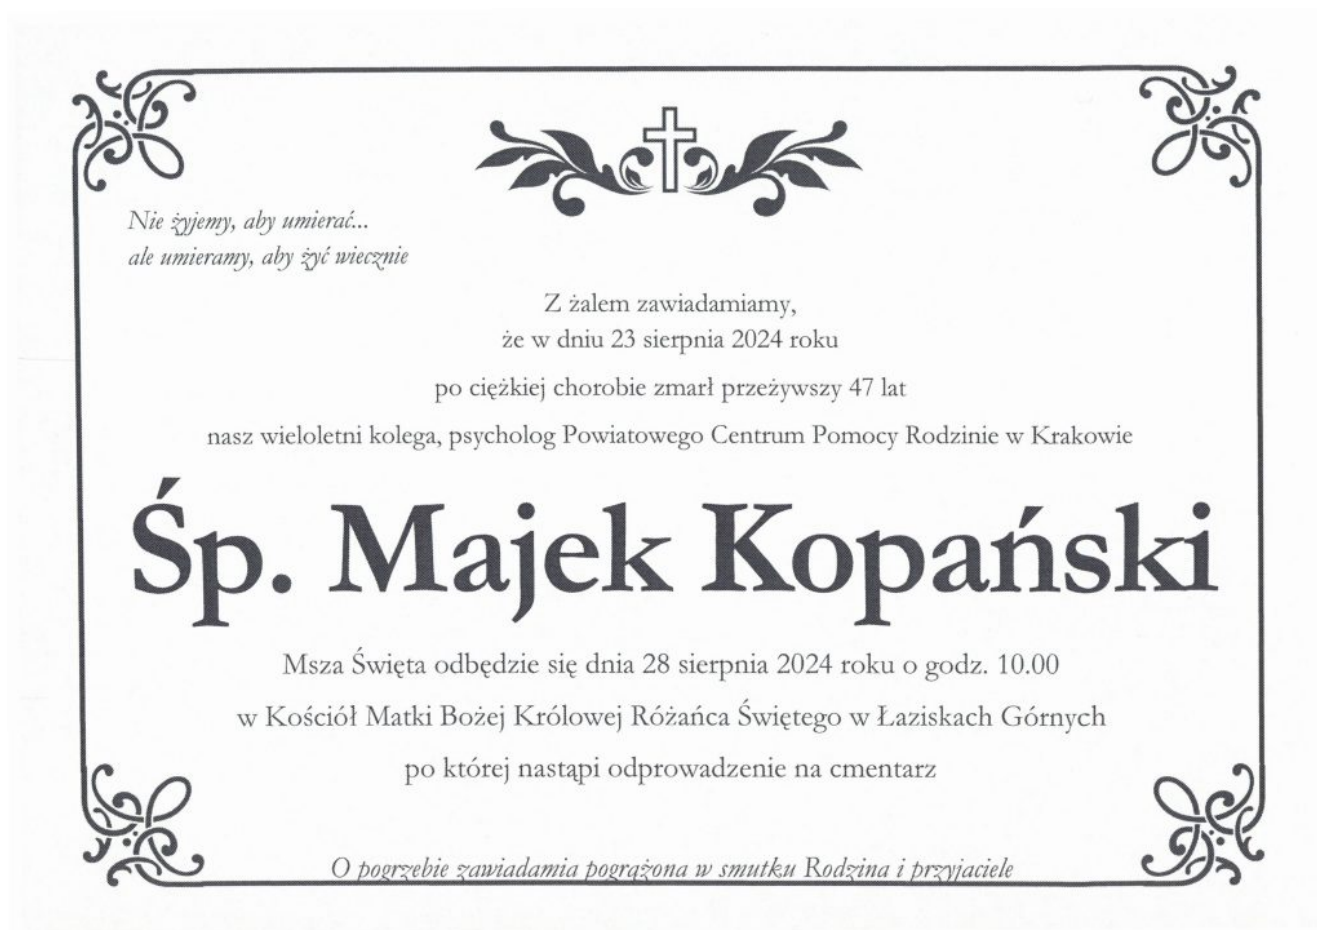 Nie żyjemy, aby umierać...
ale umieramy, aby żyć wiecznie
Z żalem zawiadamiamy,
że w dniu 23 sierpnia 2024 roku
po ciężkiej chorobie zmarł przeżywszy 47 lat
nasz wieloletni kolega, psycholog Powiatowego Centrum Pomocy Rodzinie w Krakowie
Śp. Majek Kopański
Msza Święta odbędzie się dnia 28 sierpnia 2024 roku o godz. 10.00
w Kościół Matki Bożej Królowej Różańca Świętego w Łaziskach Górnych
po której nastąpi odprowadzenie na cmentarz
O pogrzebie zawiadamia pogrążona w smutku Rodzina i przyjaciele